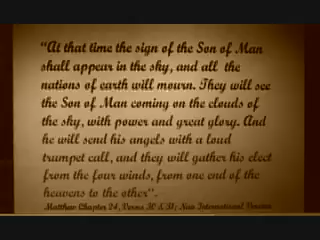 “At that time the sign of the Son of Man
shall appear in the sky, and all the
nations of earth will mourn. They will see
the Son of Man coming on the clouds of
the sky, with power and great glory. And
he will send his angels with a loud
trumpet call, and they will gather his elect
from the four winds, from one end of the
heavens to the other”.
Matthew Chapter 24, Verses 30 & 31; New International Version